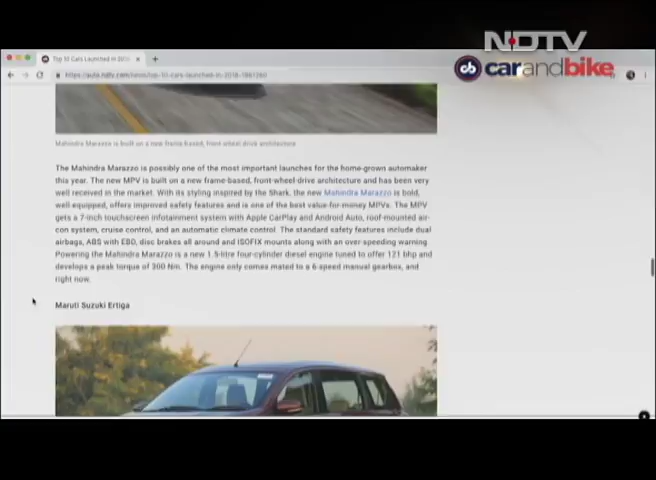 NDTV
Top 10 Cars Launched in 2018
cb carandbike
https://auto.ndtv.com/news/top-10-cars-launched-in-2018-1961260
Mahindra Marazzo is built on a new frame based, front wheel drive architecture
The Mahindra Marazzo is possibly one of the most important launches for the home-grown automaker
this year. The new MPV is built on a new frame-based, front-wheel-drive architecture and has been very
well received in the market. With its styling inspired by the Shark, the new Mahindra Marazzo is bold,
well-equipped, offers improved safety features and is one of the best value-for-money MPVs. The MPV
gets a 7-inch touchscreen infotainment system with Apple CarPlay and Android Auto, roof-mounted air-
con system, cruise control, and an automatic climate control. The standard safety features include dual
airbags, ABS with EBD, disc brakes all around and ISOFIX mounts along with an over-speeding warning.
Powering the Mahindra Marazzo is a new 1.5-litre four-cylinder diesel engine tuned to offer 121 bhp and
develops a peak torque of 300 Nm. The engine only comes mated to a 6-speed manual gearbox, and
right now.
Maruti Suzuki Ertiga